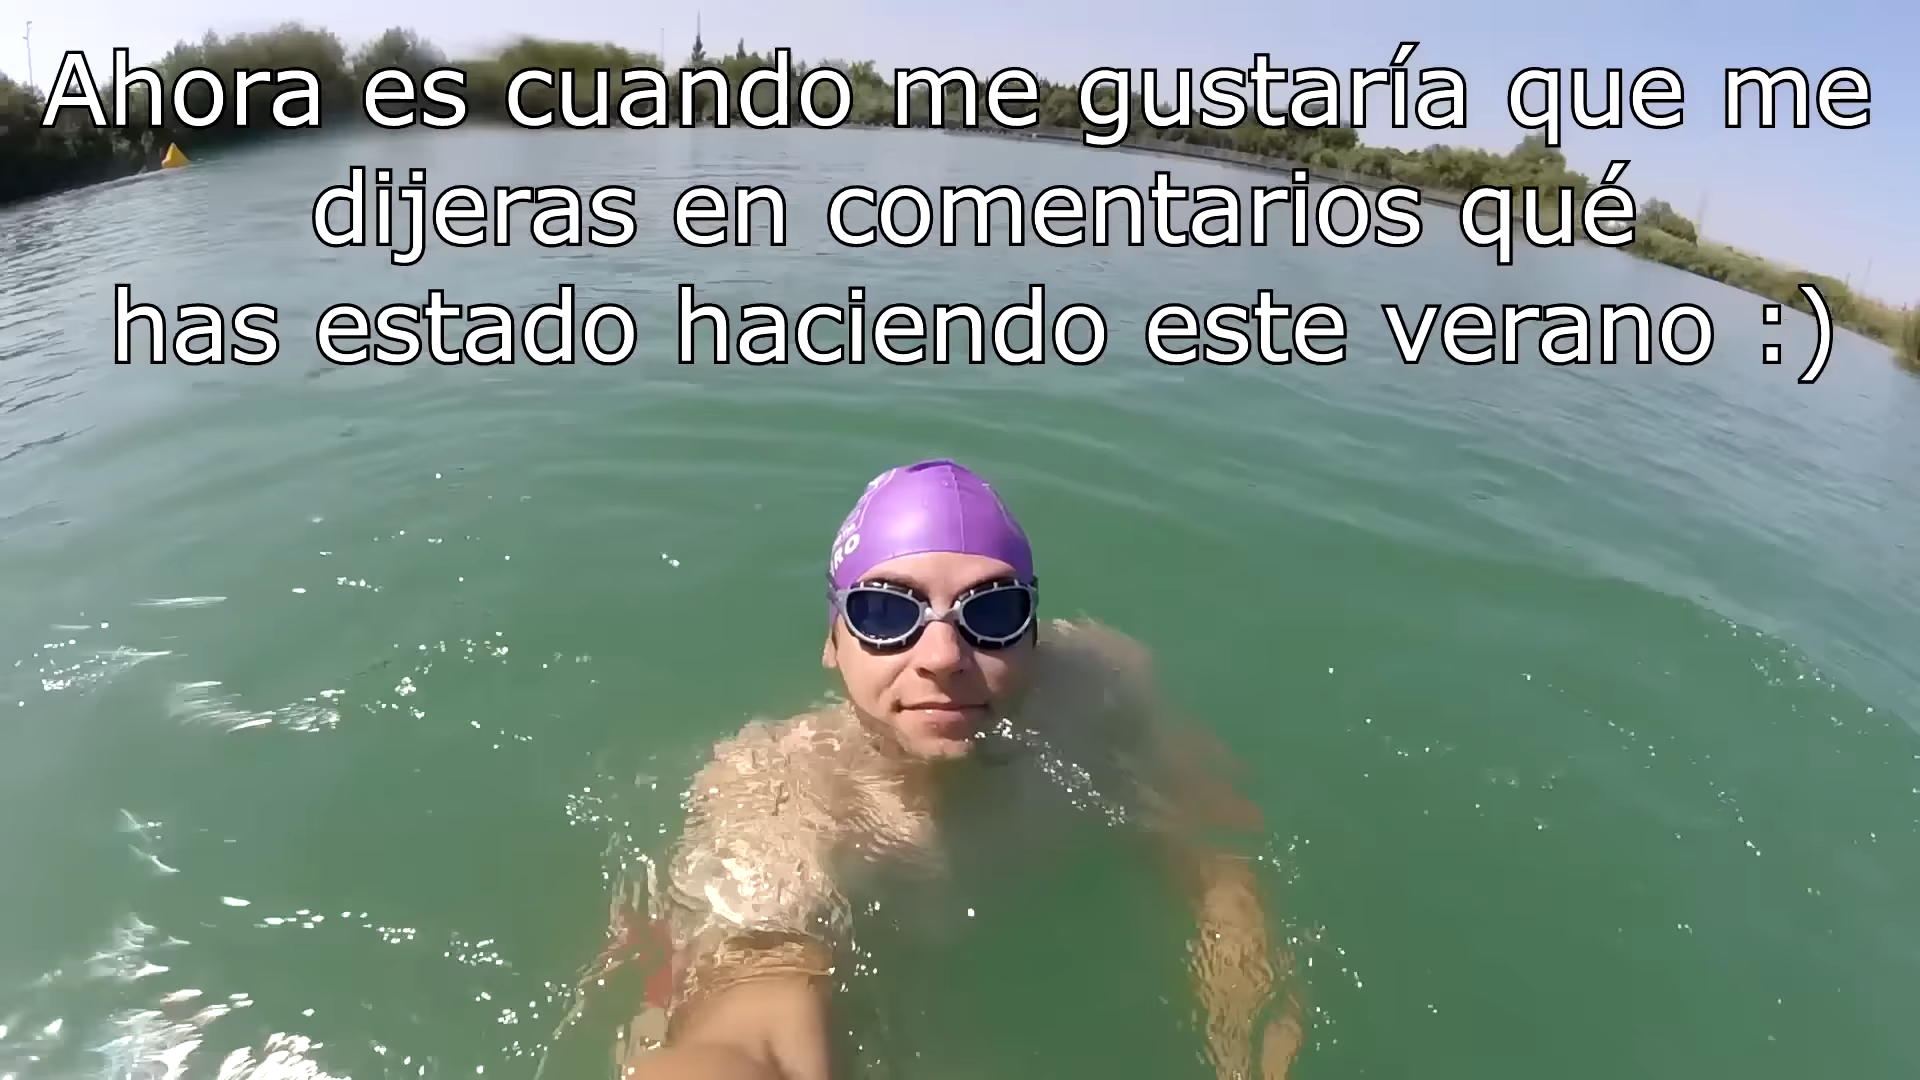 Ahora es cuando me gustaría que me
dijeras en comentarios qué
has estado haciendo este verano :)